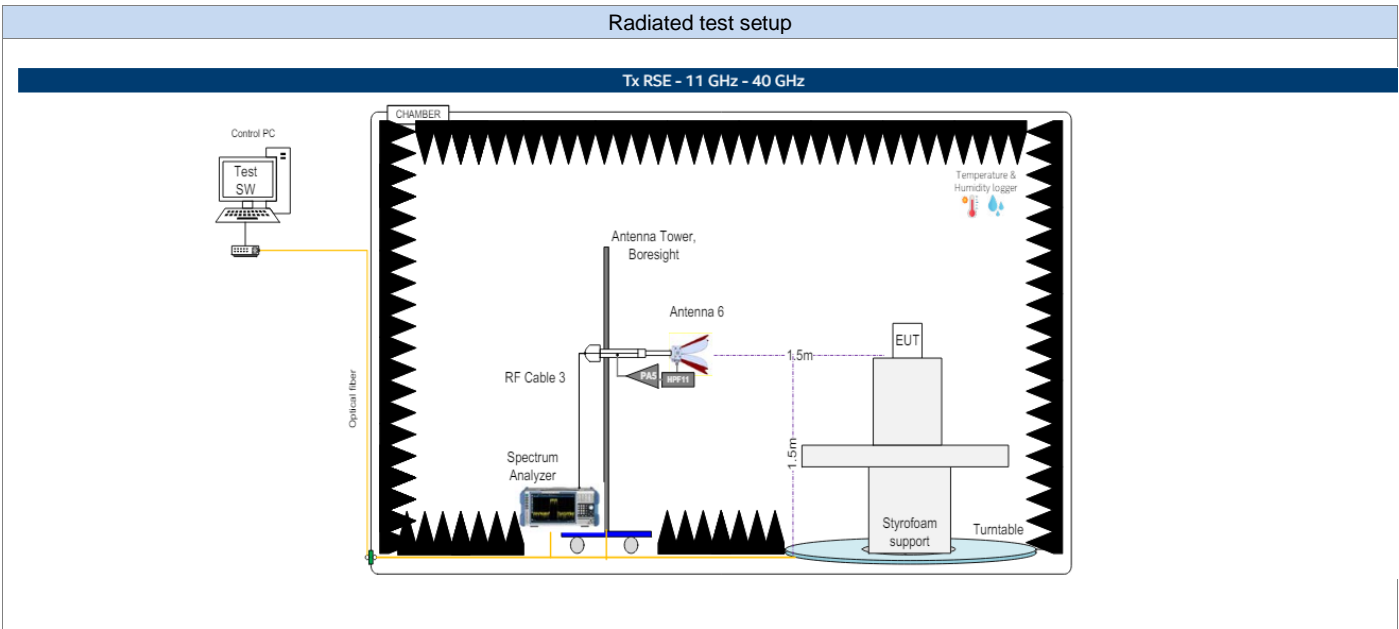 Radiated test setup
Tx RSE – 11 GHz - 40 GHz
CHAMBER
Control PC
Test
SW
Temperature &
Humidity logger
Antenna Tower,
Boresight
Antenna 6
EUT
1.5m
PA5
HPF11
RF Cable 3
Optical fiber
1.5m
Spectrum
Analyzer
Styrofoam
support
Turntable